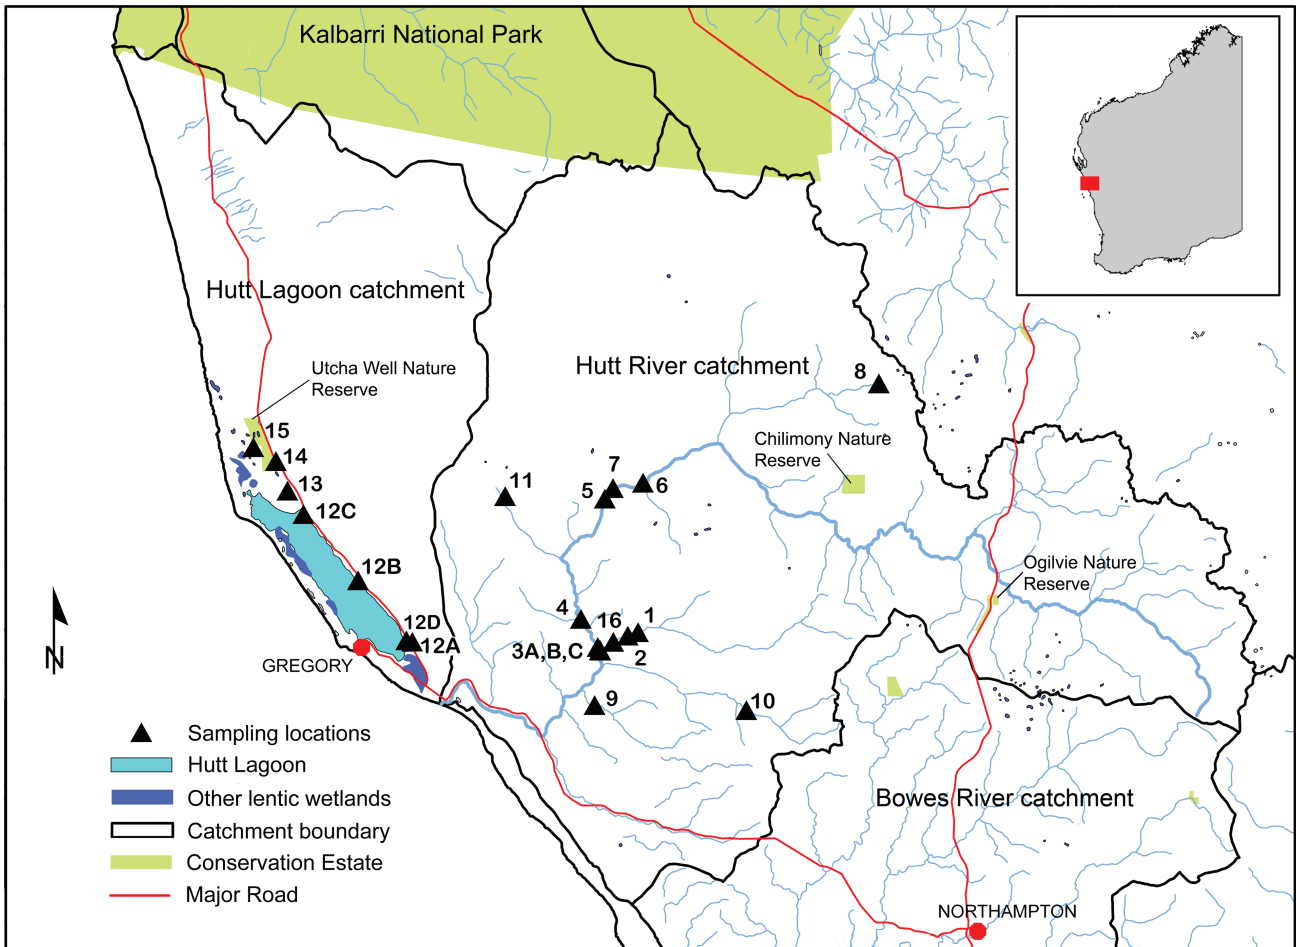 Kalbarri National Park
Hutt Lagoon catchment
Utcha Well Nature
Reserve
Hutt River catchment
8
Chilimony Nature
Reserve
15
14
13
12C
12B
12D
12A
11
7
5
6
4
16
1
3A,B,C
2
9
10
Ogilvie Nature
Reserve
N
GREGORY
Bowes River catchment
NORTHAMPTON
Sampling locations
Hutt Lagoon
Other lentic wetlands
Catchment boundary
Conservation Estate
Major Road